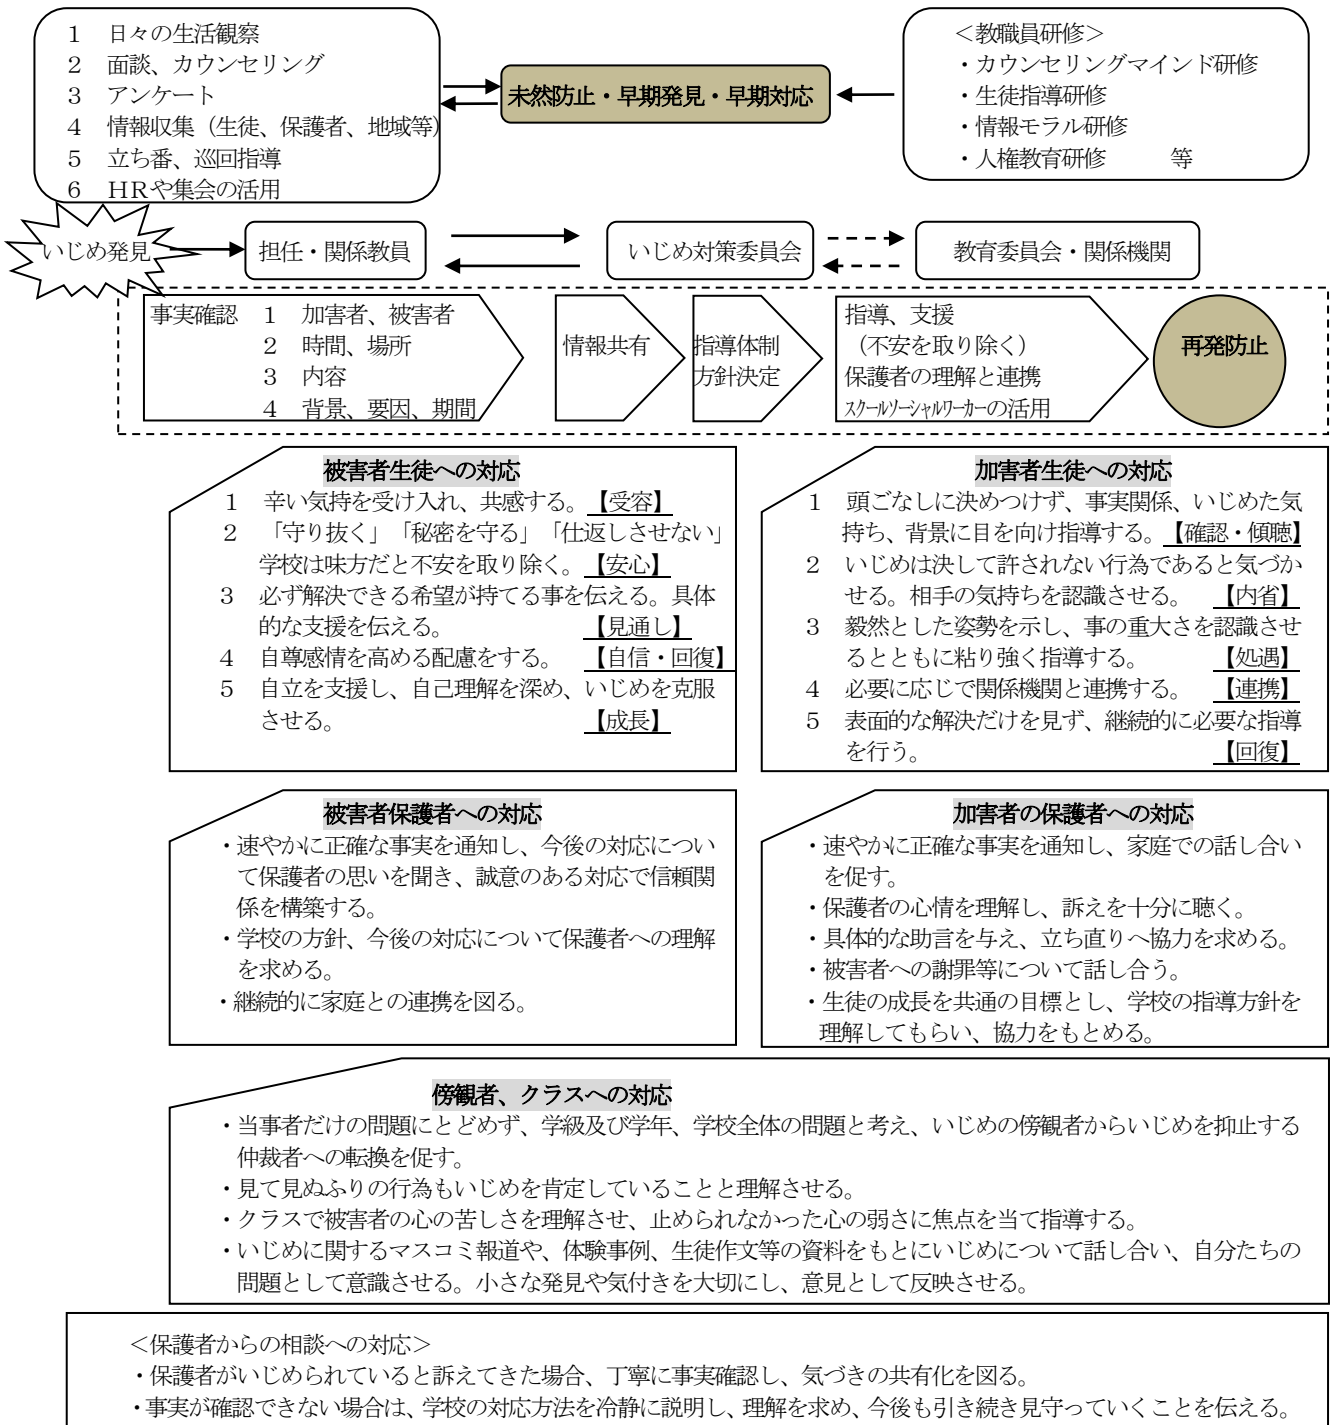 １　日々の生活観察
２　面談、カウンセリング
３　アンケート
４　情報収集（生徒、保護者、地域等）
５　立ち番、巡回指導
６　ＨＲや集会の活用
未然防止・早期発見・早期対応
＜教職員研修＞
・カウンセリングマインド研修
・生徒指導研修
・情報モラル研修
・人権教育研修　　　等
いじめ発見
担任・関係教員
いじめ対策委員会
教育委員会・関係機関
事実確認　１　加害者、被害者
２　時間、場所
３　内容
４　背景、要因、期間
情報共有
指導体制
方針決定
指導、支援
（不安を取り除く）
保護者の理解と連携
ｽｸｰﾙｿｰｼｬﾙﾜｰｶｰの活用
再発防止
被害者生徒への対応
１　辛い気持を受け入れ、共感する。【受容】
２　「守り抜く」「秘密を守る」「仕返しさせない」
学校は味方だと不安を取り除く。【安心】
３　必ず解決できる希望が持てる事を伝える。具体
的な支援を伝える。　【見通し】
４　自尊感情を高める配慮をする。　【自信・回復】
５　自立を支援し、自己理解を深め、いじめを克服
させる。　【成長】
加害者生徒への対応
１　頭ごなしに決めつけず、事実関係、いじめた気
持ち、背景に目を向け指導する。【確認・傾聴】
２　いじめは決して許されない行為であると気づか
せる。相手の気持ちを認識させる。　【内省】
３　毅然とした姿勢を示し、事の重大さを認識させ
るとともに粘り強く指導する。　【処遇】
４　必要に応じで関係機関と連携する。　【連携】
５　表面的な解決だけを見ず、継続的に必要な指導
を行う。　【回復】
被害者保護者への対応
・速やかに正確な事実を通知し、今後の対応につい
て保護者の思いを聞き、誠意のある対応で信頼関
係を構築する。
・学校の方針、今後の対応について保護者への理解
を求める。
・継続的に家庭との連携を図る。
加害者の保護者への対応
・速やかに正確な事実を通知し、家庭での話し合い
を促す。
・保護者の心情を理解し、訴えを十分に聴く。
・具体的な助言を与え、立ち直りへ協力を求める。
・被害者への謝罪等について話し合う。
・生徒の成長を共通の目標とし、学校の指導方針を
理解してもらい、協力をもとめる。
傍観者、クラスへの対応
・当事者だけの問題にとどめず、学級及び学年、学校全体の問題と考え、いじめの傍観者からいじめを抑止する
仲裁者への転換を促す。
・見て見ぬふりの行為もいじめを肯定していることと理解させる。
・クラスで被害者の心の苦しさを理解させ、止められなかった心の弱さに焦点を当て指導する。
・いじめに関するマスコミ報道や、体験事例、生徒作文等の資料をもとにいじめについて話し合い、自分たちの
問題として意識させる。小さな発見や気付きを大切にし、意見として反映させる。
＜保護者からの相談への対応＞
・保護者がいじめられていると訴えてきた場合、丁寧に事実確認し、気づきの共有化を図る。
・事実が確認できない場合は、学校の対応方法を冷静に説明し、理解を求め、今後も引き続き見守っていくことを伝える。